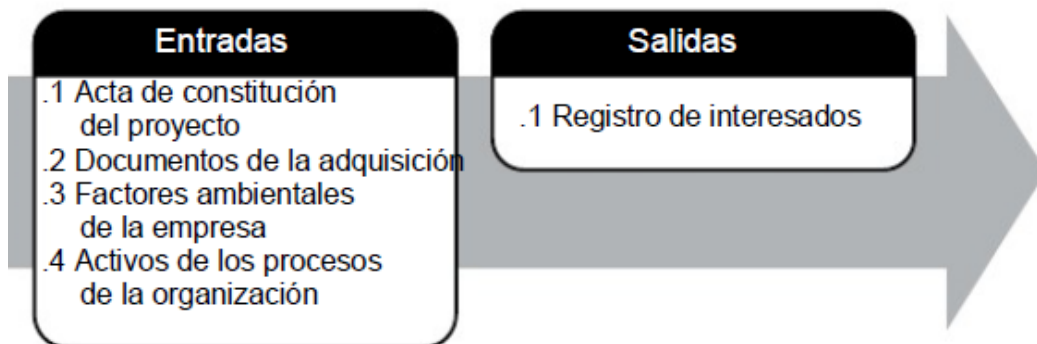 Entradas
.1 Acta de constitución
del proyecto
.2 Documentos de la adquisición
.3 Factores ambientales
de la empresa
.4 Activos de los procesos
de la organización
Salidas
.1 Registro de interesados